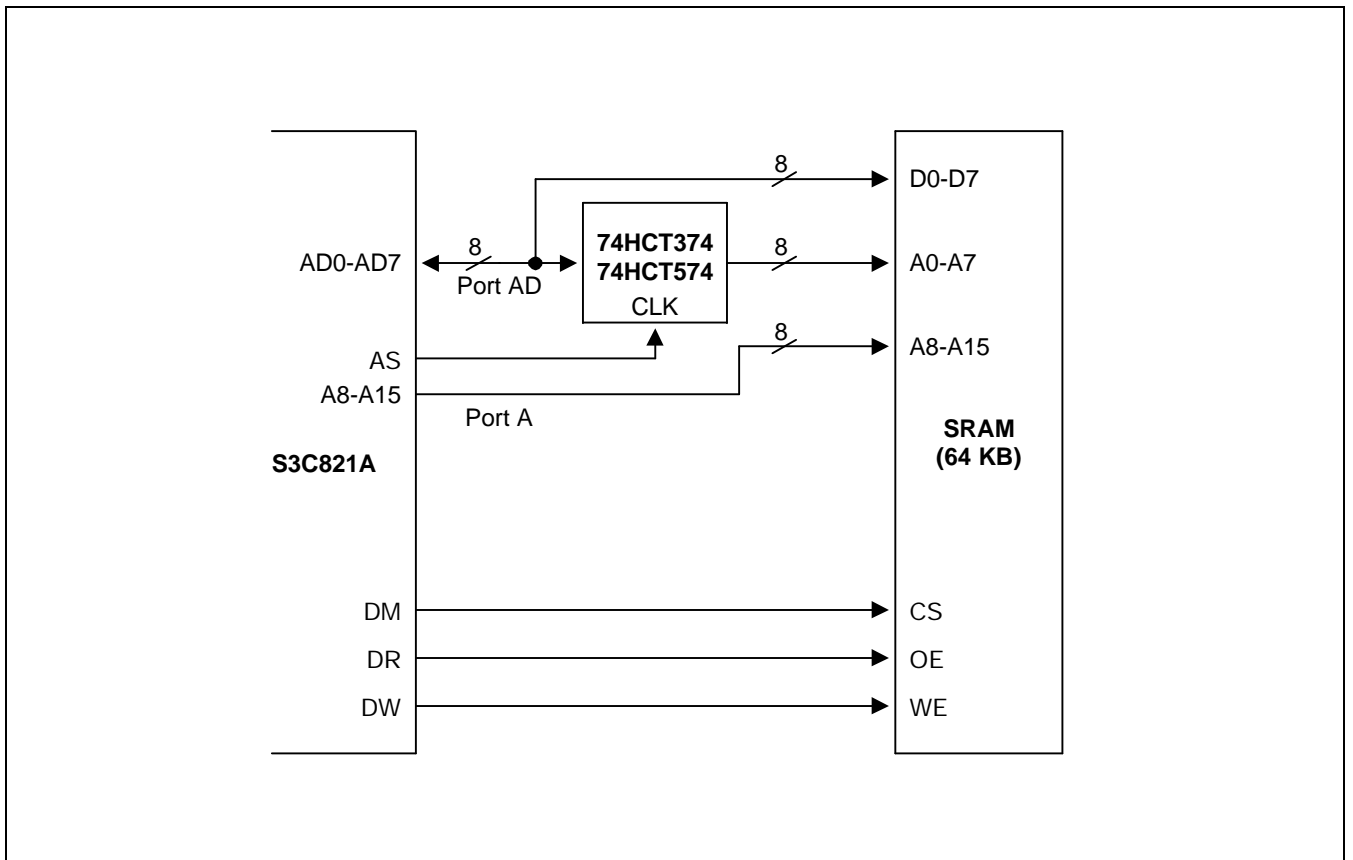 8
D0-D7
74HCT374
74HCT574
CLK
8
AD0-AD7
Port AD
8
A0-A7
8
A8-A15
AS
A8-A15
Port A
S3C821A
SRAM
(64 KB)
DM
CS
DR
OE
DW
WE